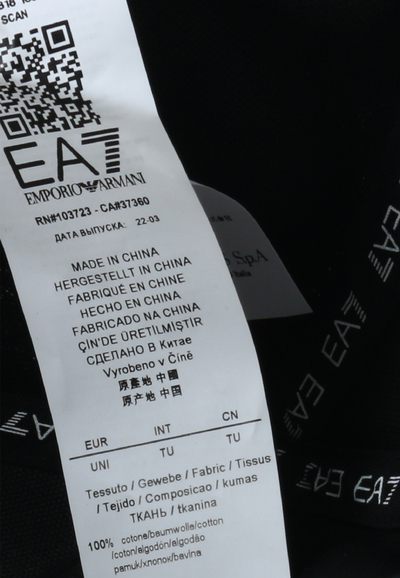 SCAN
EA7
EMPORIO ARMANI
RN#103723 - CA#37360
ДАТА ВЫПУСКА: 22-03
MADE IN CHINA
HERGESTELLT IN CHINA
FABRIQUÉ EN CHINE
HECHO EN CHINA
FABRICADO NA CHINA
ÇIN'DE ÜRETILMIŞTIR
СДЕЛАНО В Китае
Vyrobeno v Číně
原產地 中國
原产地 中国
EUR INT CN
UNI TU TU
Tessuto / Gewebe / Fabric / Tissus
/ Tejido / Composicao / kumas
ТКАНЬ / tkanina
100% cotone/baumwolle/cotton
/coton/algodón/algodão
pamuk/хлопок/bavlna
S.p.A
Italia
EA7
EA7
EA7
EA7
EA7